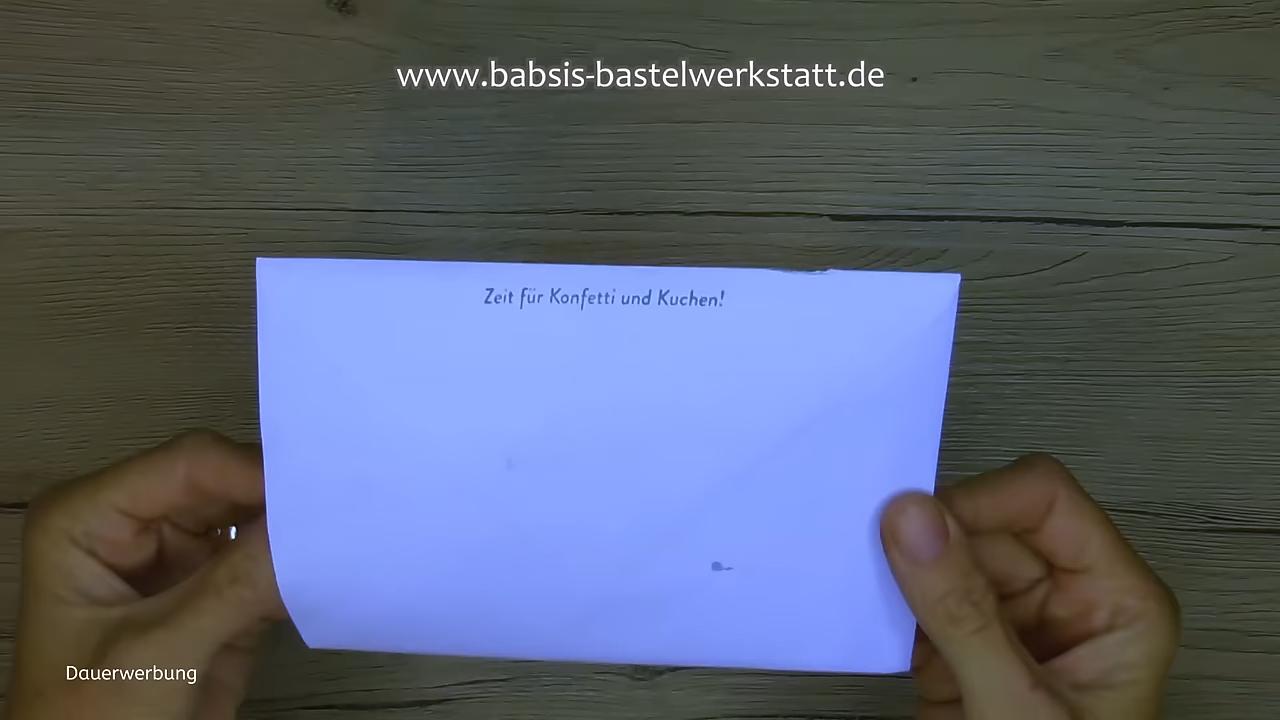 www.babsis-bastelwerkstatt.de
Zeit für Konfetti und Kuchen!
Dauerwerbung